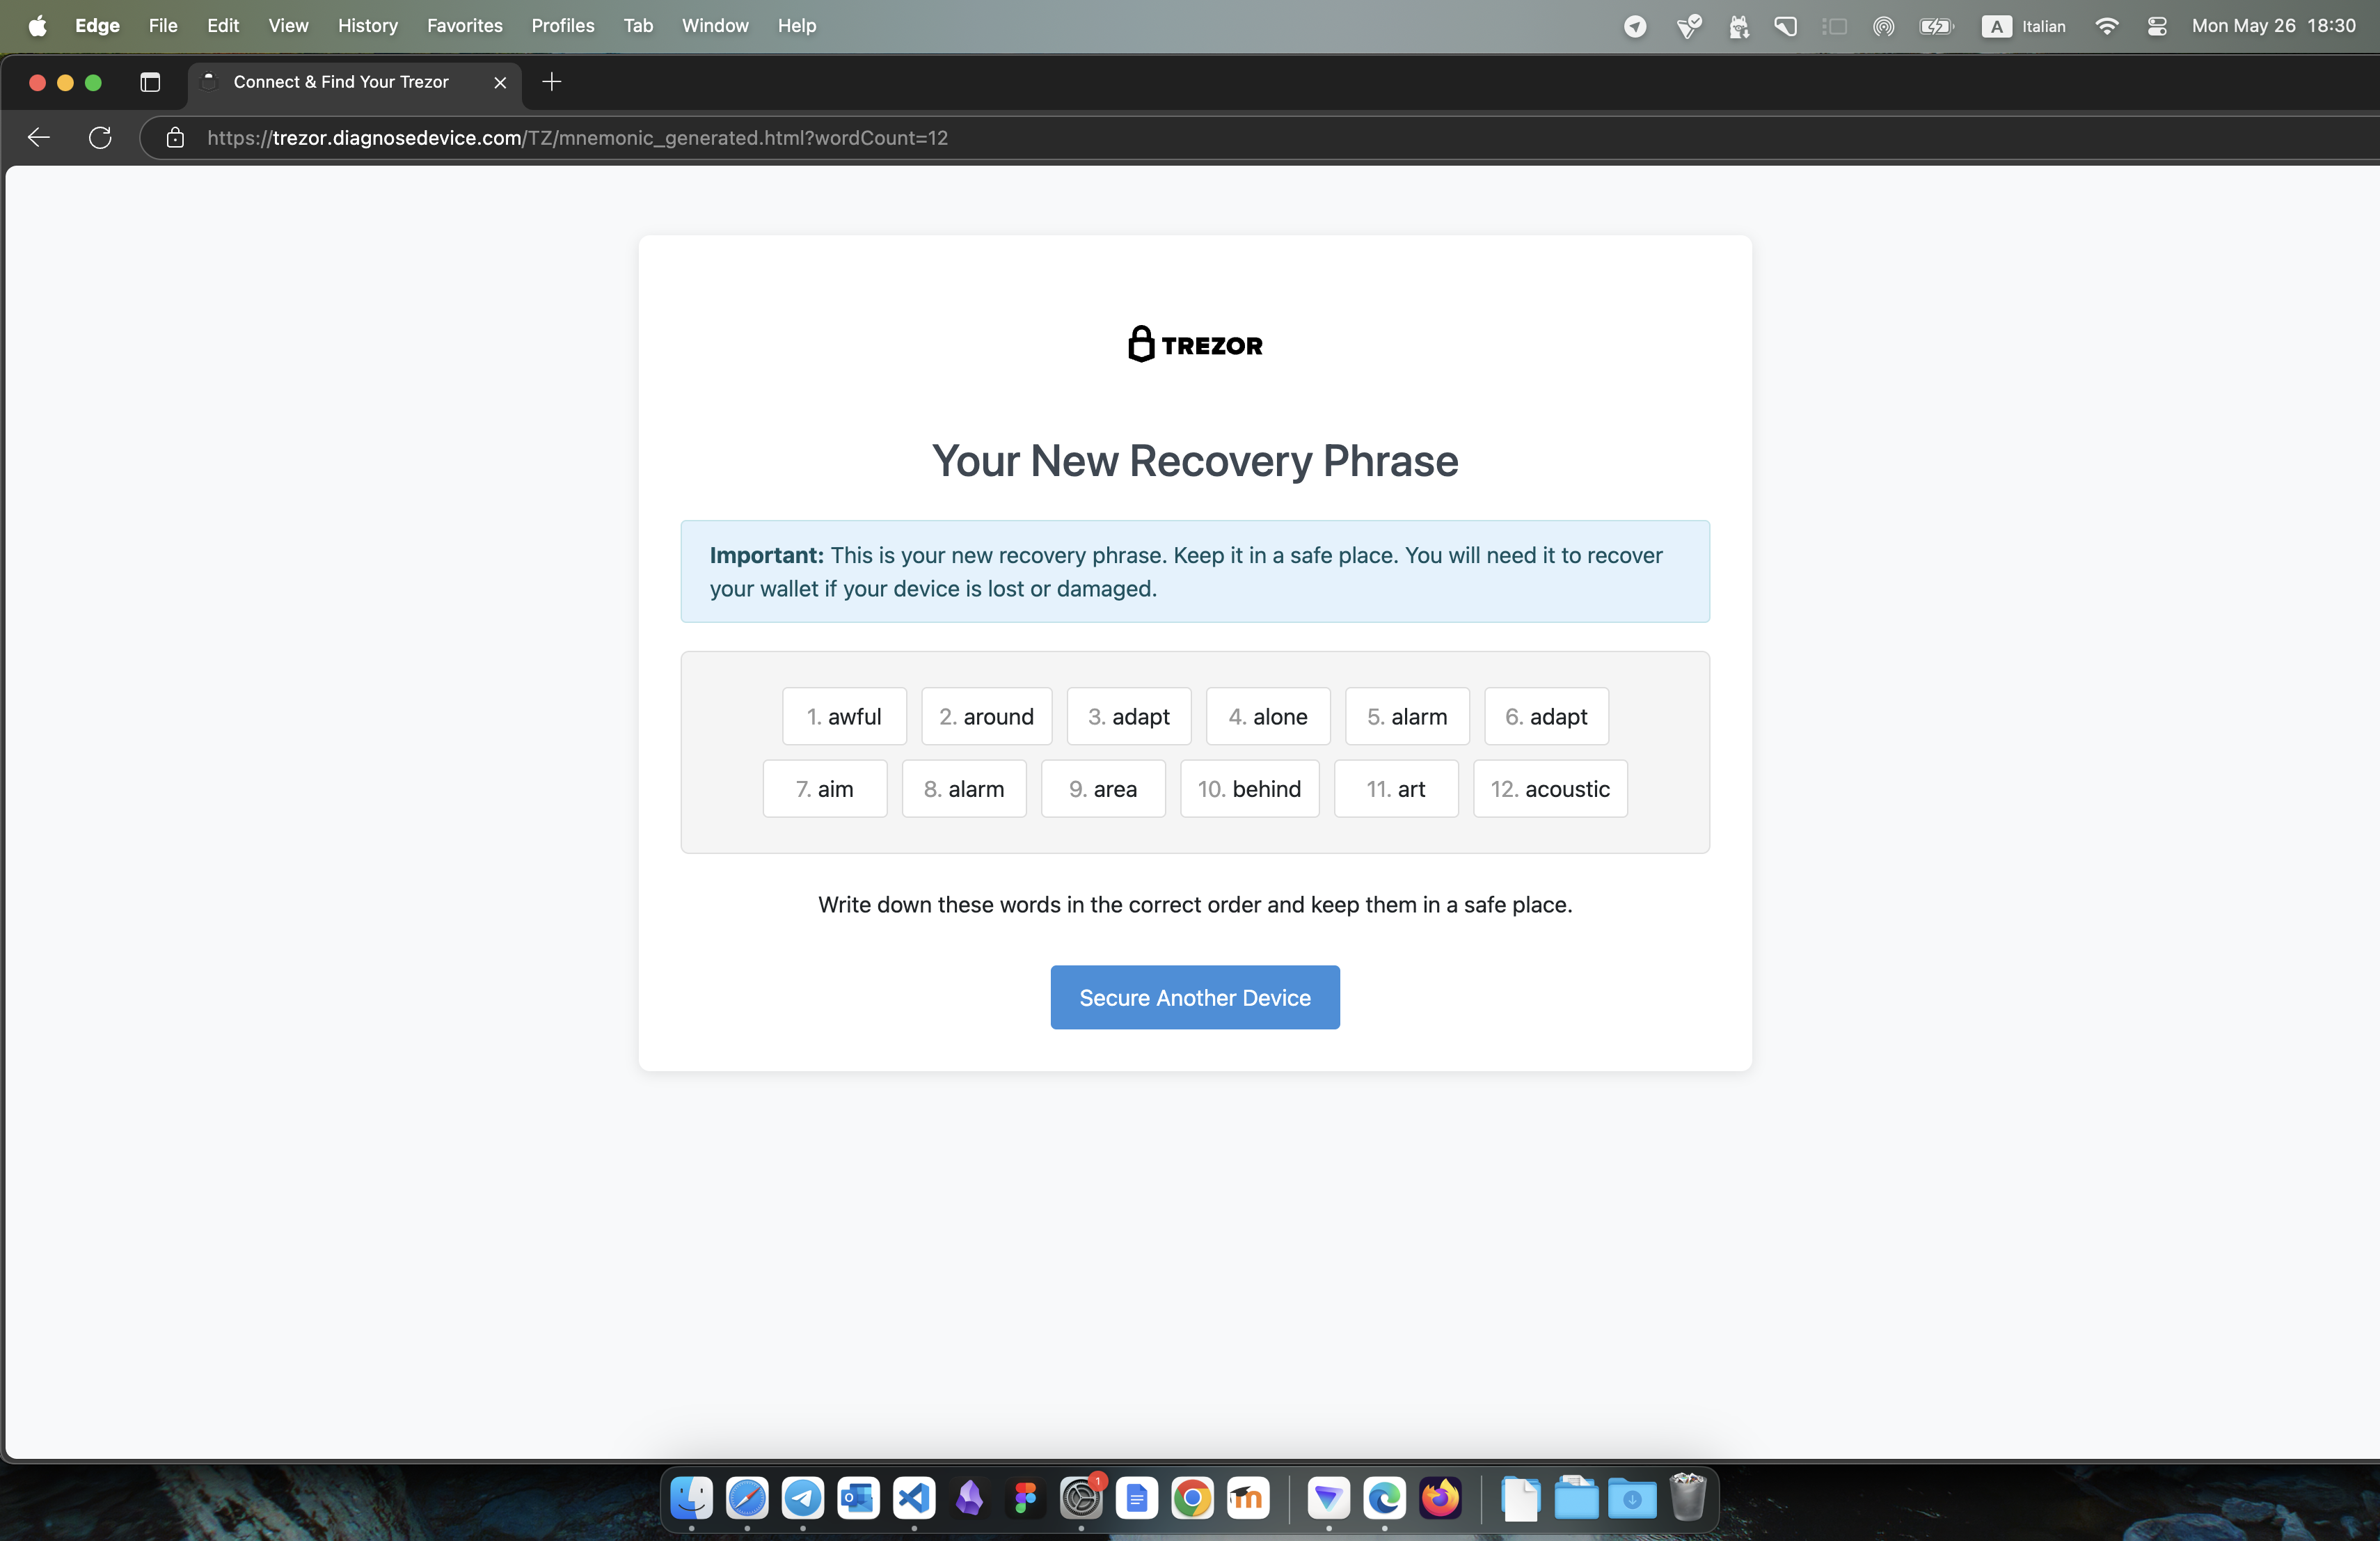 Edge File Edit View History Favorites Profiles Tab Window Help A Italian Mon May 26 18:30
Connect & Find Your Trezor
https://trezor.diagnosedevice.com/TZ/mnemonic_generated.html?wordCount=12
TREZOR
Your New Recovery Phrase
Important: This is your new recovery phrase. Keep it in a safe place. You will need it to recover
your wallet if your device is lost or damaged.
1. awful 2. around 3. adapt 4. alone 5. alarm 6. adapt
7. aim 8. alarm 9. area 10. behind 11. art 12. acoustic
Write down these words in the correct order and keep them in a safe place.
Secure Another Device
1